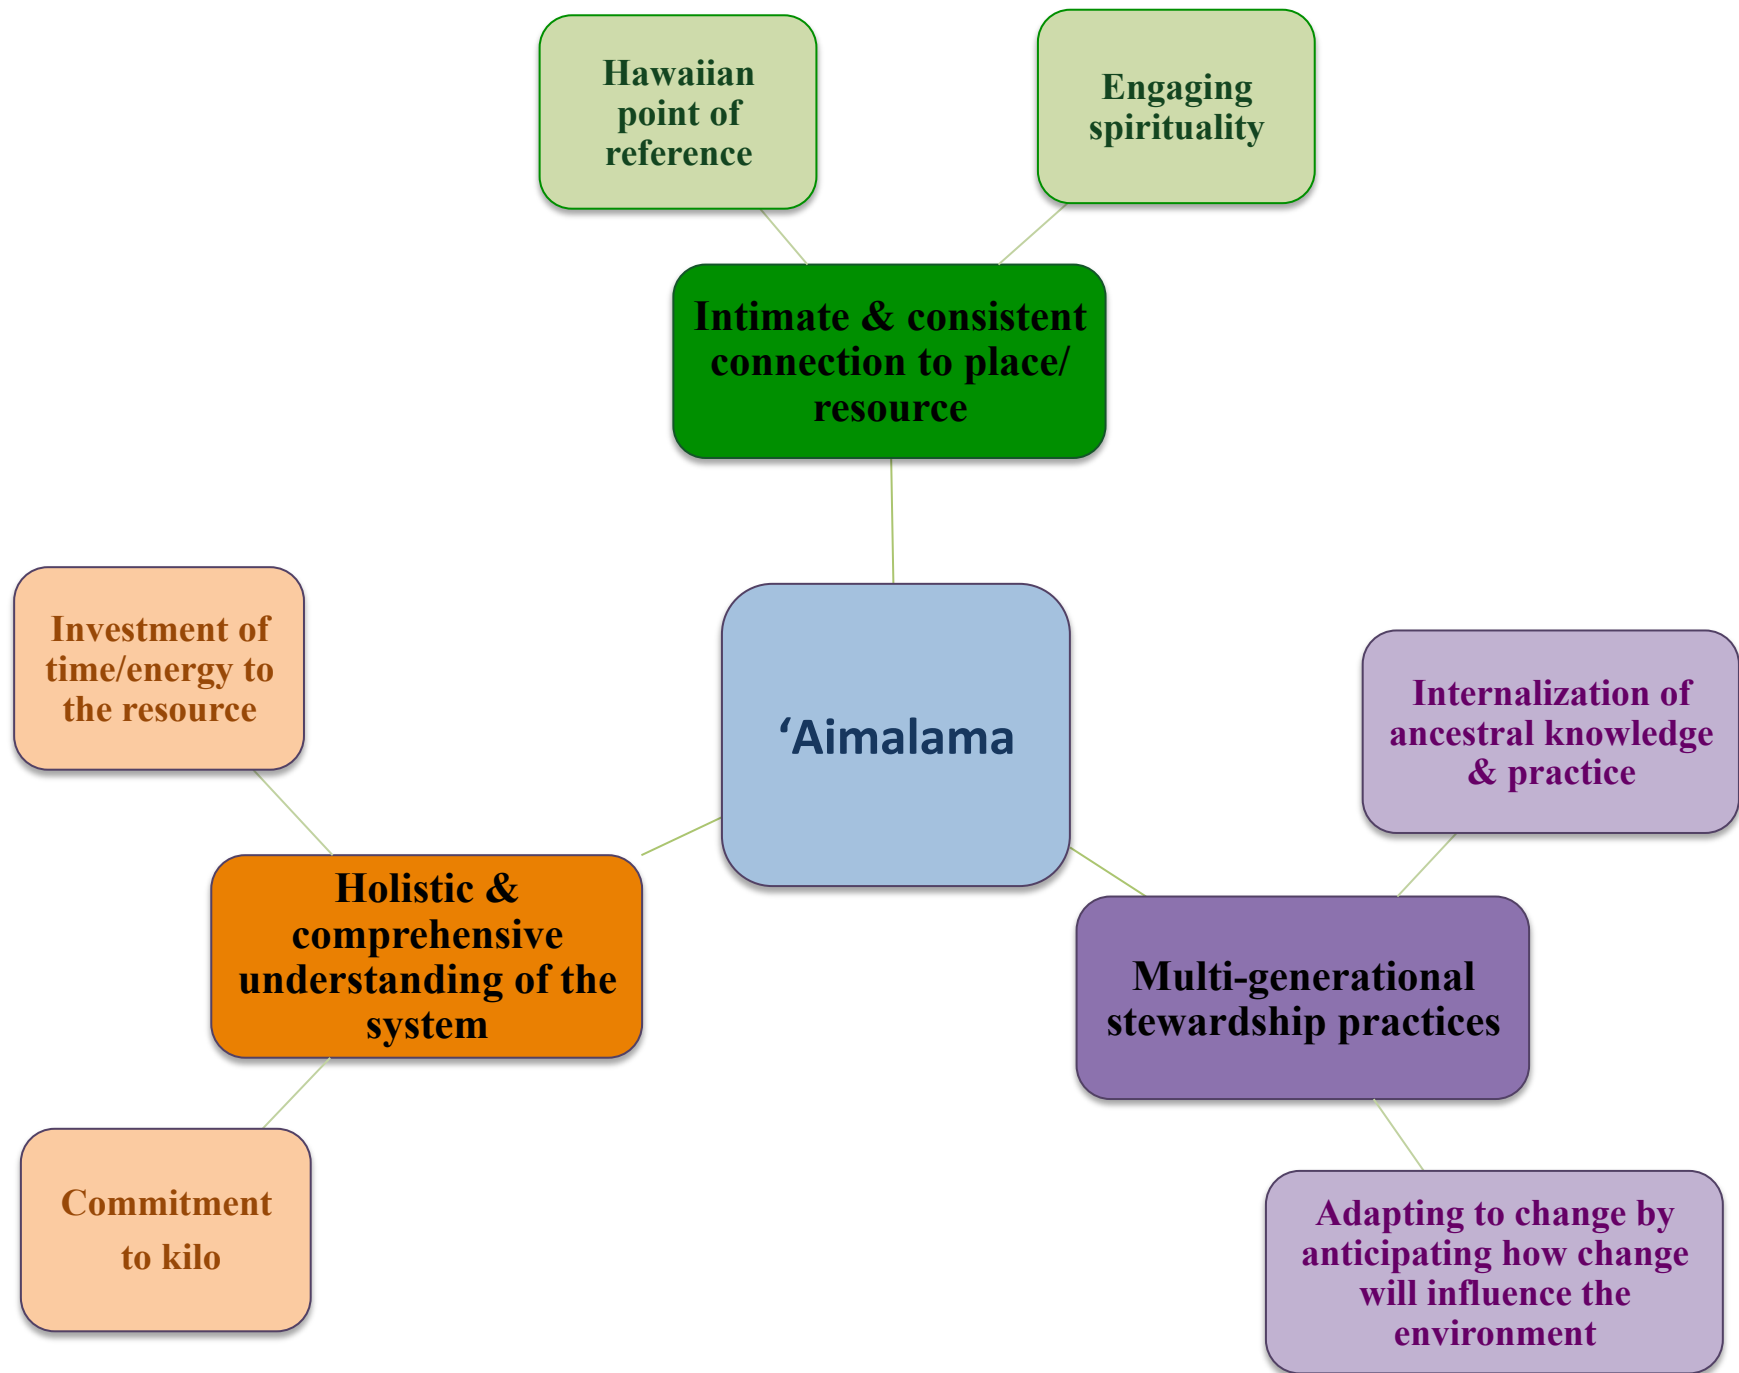 Hawaiian
point of
reference
Engaging
spirituality
Intimate & consistent
connection to place/
resource
Investment of
time/energy to
the resource
‘Aimalama
Internalization of
ancestral knowledge
& practice
Holistic &
comprehensive
understanding of the
system
Multi-generational
stewardship practices
Commitment
to kilo
Adapting to change by
anticipating how change
will influence the
environment